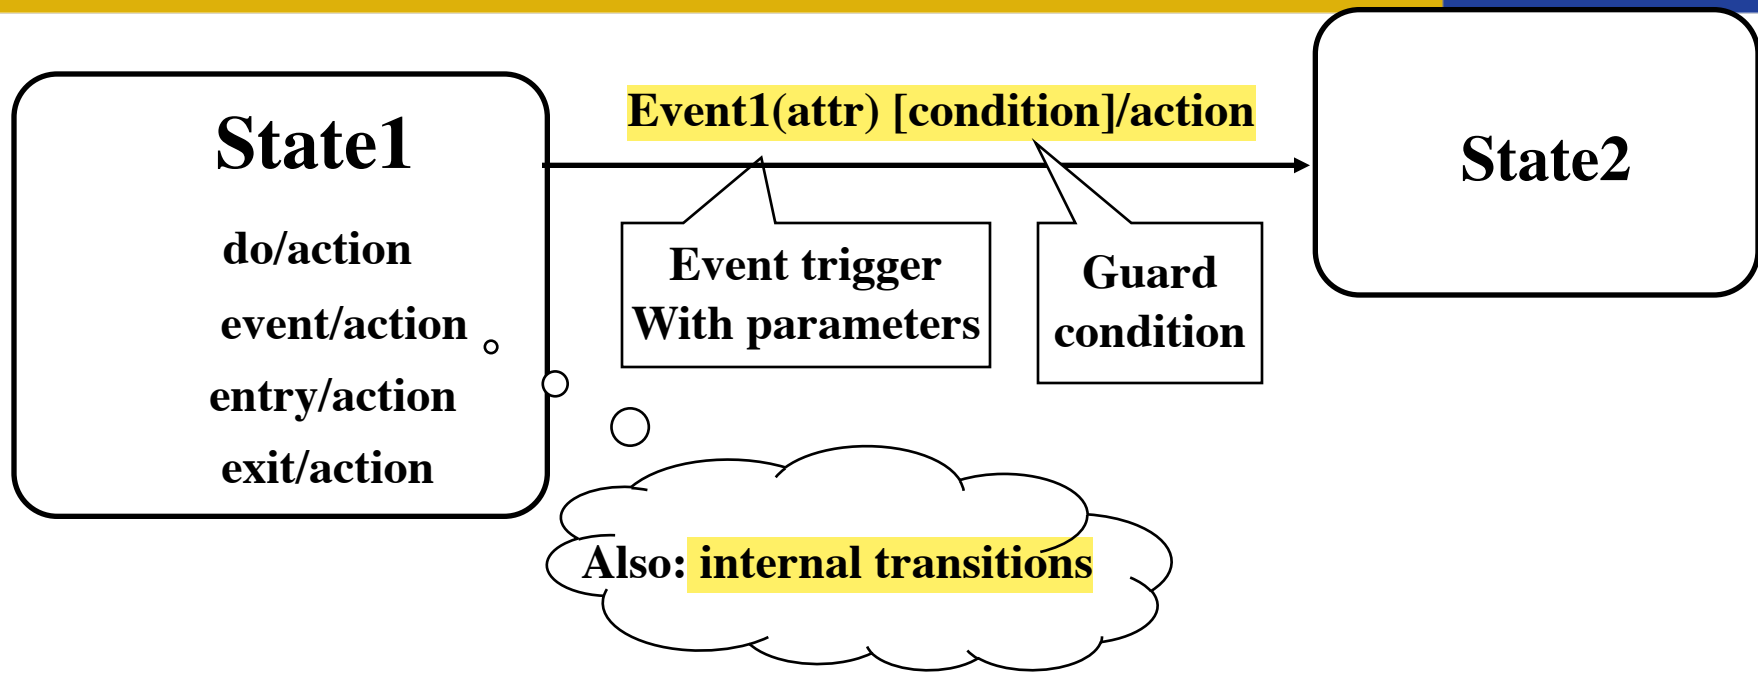 State1
do/action
event/action
entry/action
exit/action
Event1(attr) [condition]/action
Event trigger
With parameters
Guard
condition
State2
Also: internal transitions